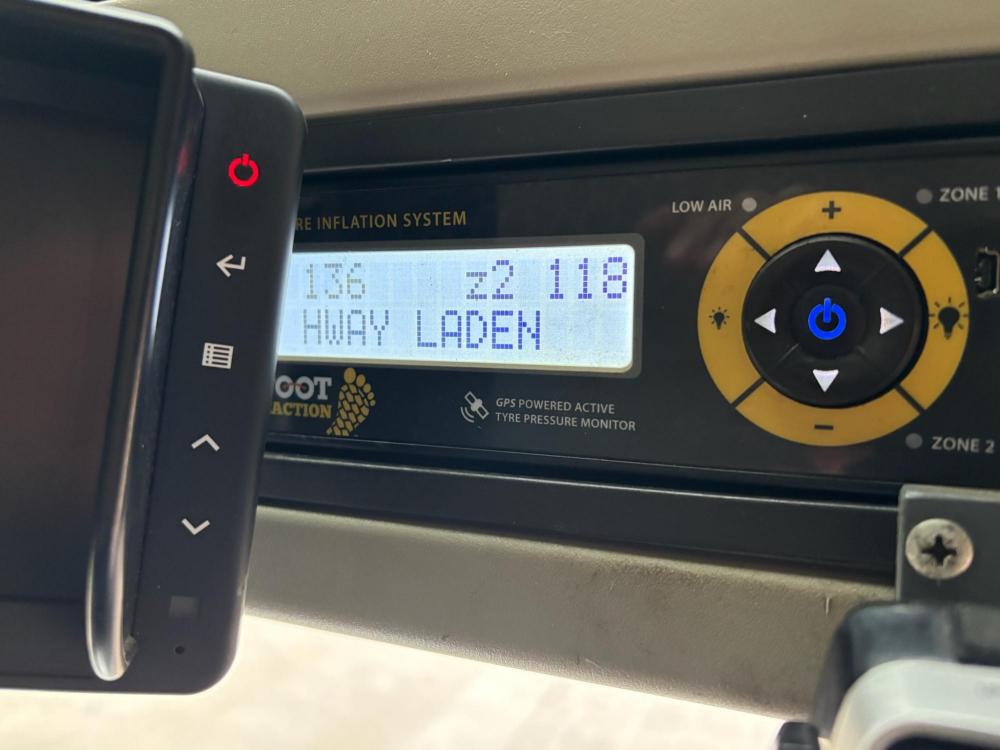 RE INFLATION SYSTEM
136 z2 118
HWAY LADEN
OOT
ACTION
GPS POWERED ACTIVE
TYRE PRESSURE MONITOR
LOW AIR
ZONE 1
+
−
ZONE 2